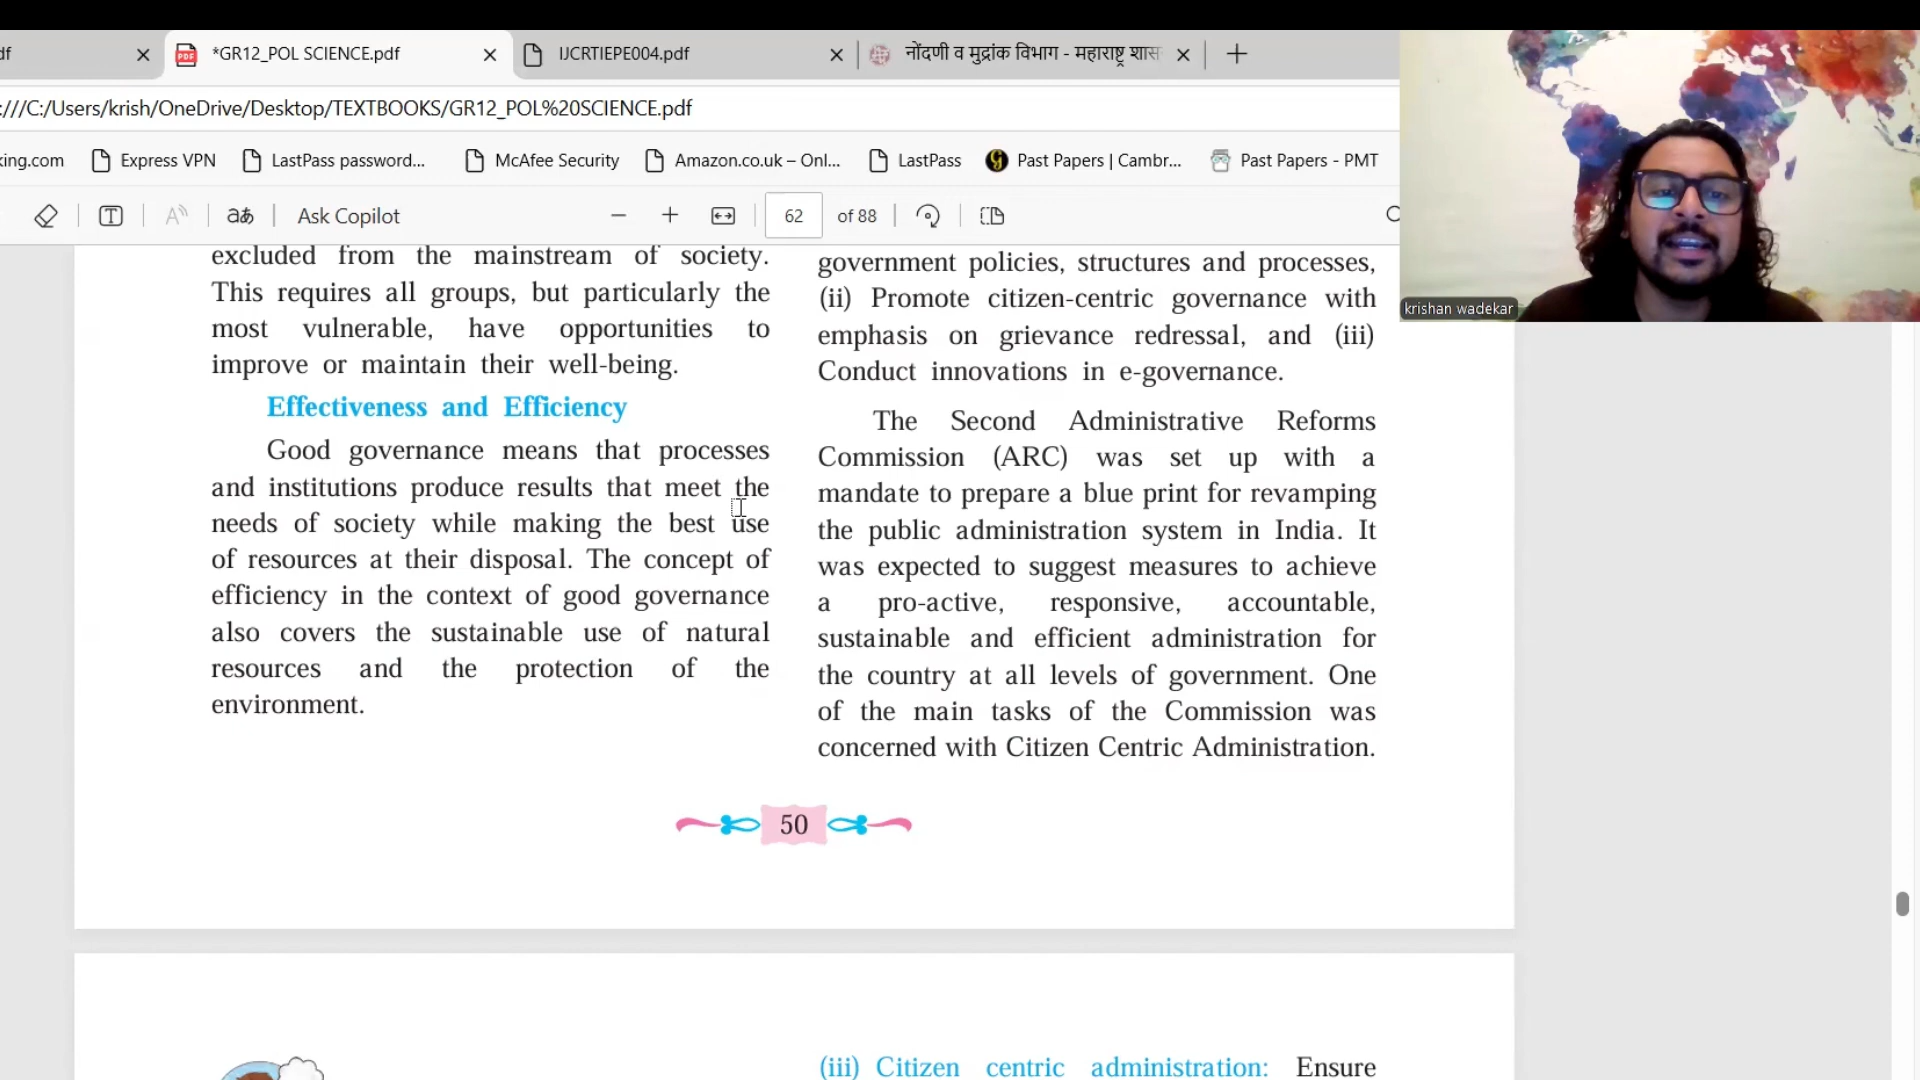 df
*GR12_POL SCIENCE.pdf
IJCRTIEPE004.pdf
नोंदणी व मुद्रांक विभाग - महाराष्ट्र शास
:///C:/Users/krish/OneDrive/Desktop/TEXTBOOKS/GR12_POL%20SCIENCE.pdf
king.com
Express VPN
LastPass password...
McAfee Security
Amazon.co.uk – Onl...
LastPass
Past Papers | Cambr...
Past Papers - PMT
aあ
Ask Copilot
62
of 88
krishan wadekar
excluded from the mainstream of society.
This requires all groups, but particularly the
most vulnerable, have opportunities to
improve or maintain their well-being.
Effectiveness and Efficiency
Good governance means that processes
and institutions produce results that meet the
needs of society while making the best use
of resources at their disposal. The concept of
efficiency in the context of good governance
also covers the sustainable use of natural
resources and the protection of the
environment.
government policies, structures and processes,
(ii) Promote citizen-centric governance with
emphasis on grievance redressal, and (iii)
Conduct innovations in e-governance.
The Second Administrative Reforms
Commission (ARC) was set up with a
mandate to prepare a blue print for revamping
the public administration system in India. It
was expected to suggest measures to achieve
a pro-active, responsive, accountable,
sustainable and efficient administration for
the country at all levels of government. One
of the main tasks of the Commission was
concerned with Citizen Centric Administration.
50
(iii) Citizen centric administration: Ensure